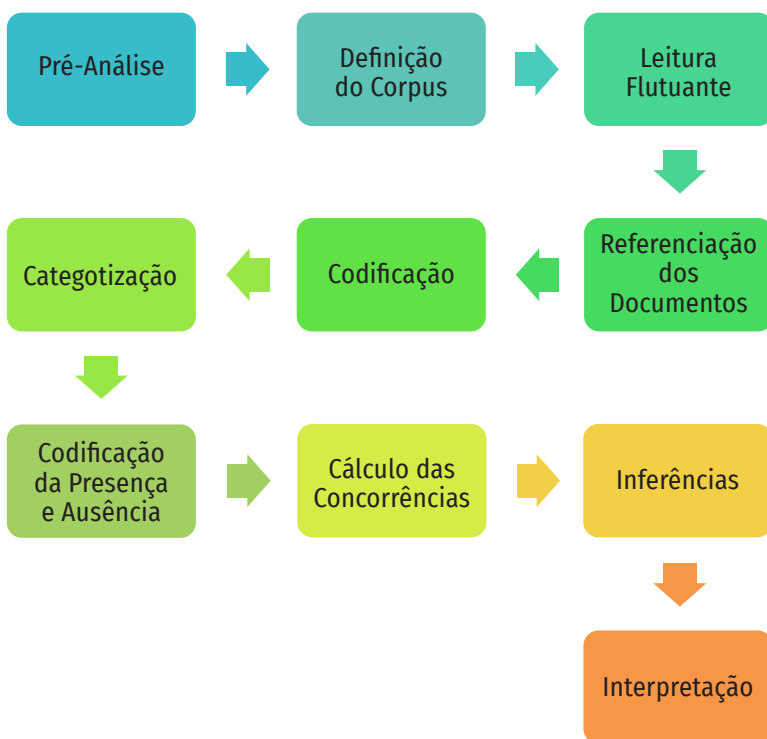 Pré-Análise
Definição
do Corpus
Leitura
Flutuante
Referenciação
dos
Documentos
Codificação
Categotização
Codificação
da Presença
e Ausência
Cálculo das
Concorrências
Inferências
Interpretação